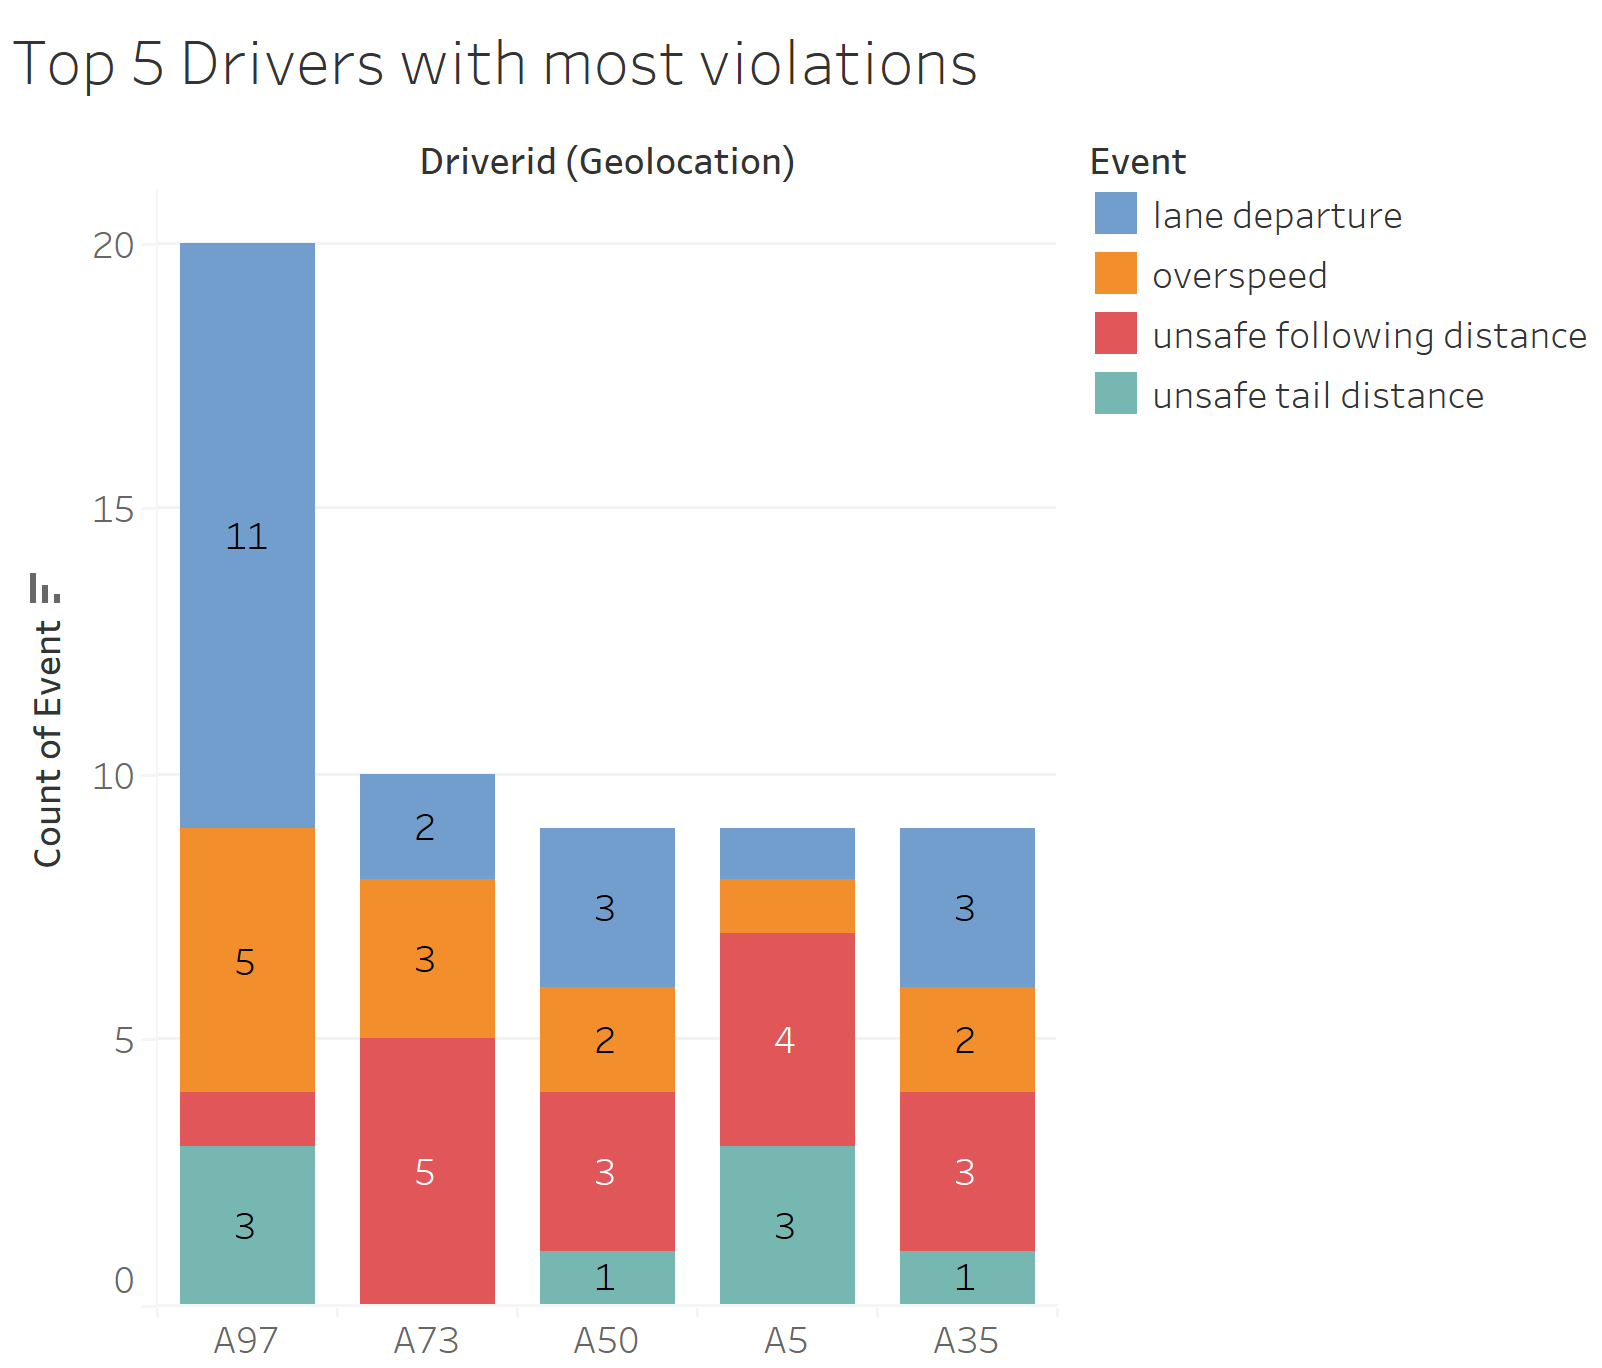 Top 5 Drivers with most violations
Driverid (Geolocation)
Event
lane departure
overspeed
unsafe following distance
unsafe tail distance
Count of Event
20
15
10
5
0
11
5
3
2
3
5
3
2
3
1
4
3
3
2
3
1
A97
A73
A50
A5
A35